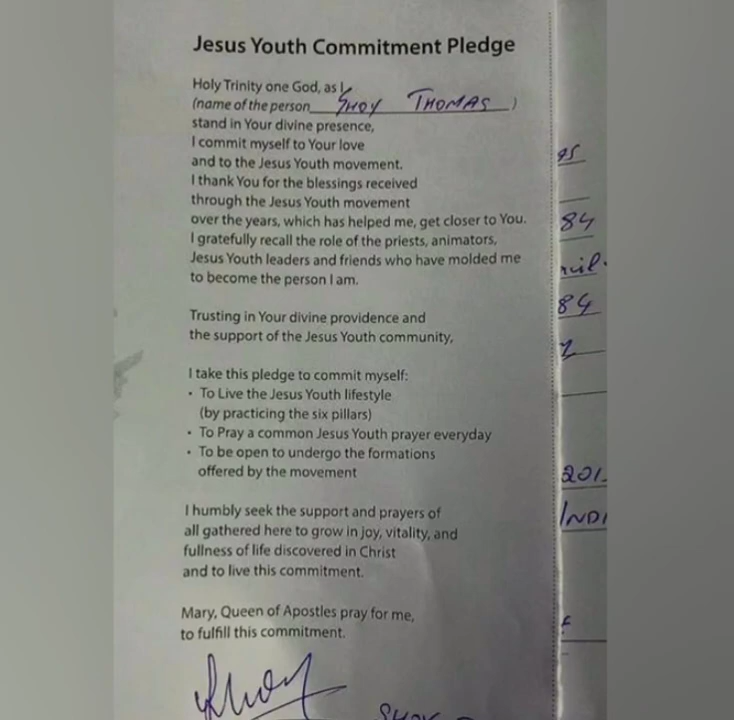 Jesus Youth Commitment Pledge
Holy Trinity one God, as I
(name of the person SHOY THOMAS )
stand in Your divine presence,
I commit myself to Your love
and to the Jesus Youth movement.
I thank You for the blessings received
through the Jesus Youth movement
over the years, which has helped me, get closer to You.
I gratefully recall the role of the priests, animators,
Jesus Youth leaders and friends who have molded me
to become the person I am.
Trusting in Your divine providence and
the support of the Jesus Youth community,
I take this pledge to commit myself:
• To Live the Jesus Youth lifestyle
(by practicing the six pillars)
• To Pray a common Jesus Youth prayer everyday
• To be open to undergo the formations
offered by the movement
I humbly seek the support and prayers of
all gathered here to grow in joy, vitality, and
fullness of life discovered in Christ
and to live this commitment.
Mary, Queen of Apostles pray for me,
to fulfill this commitment.
Shoy
SHOY
84
84
201
INDI